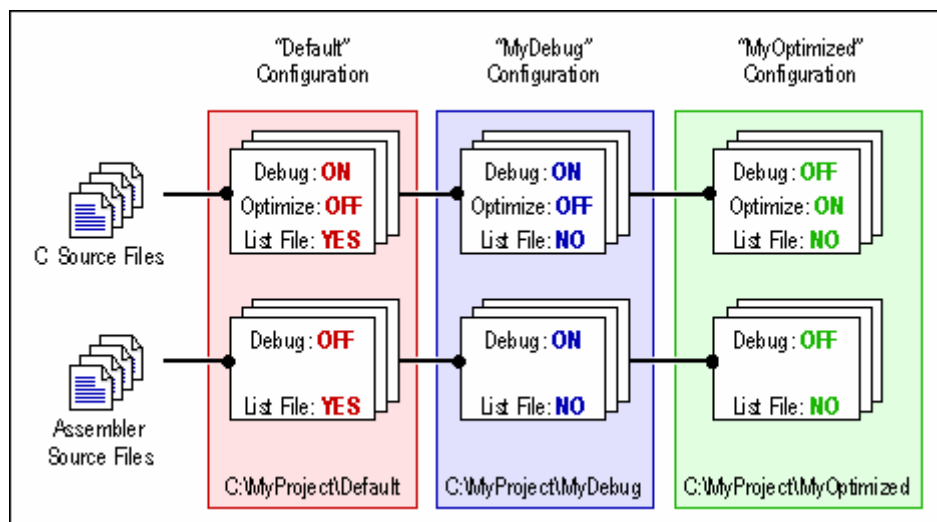 "Default"
Configuration
"MyDebug"
Configuration
"MyOptimized"
Configuration
C Source Files
Debug: ON
Optimize: OFF
List File: YES
Debug: ON
Optimize: OFF
List File: NO
Debug: OFF
Optimize: ON
List File: NO
Assembler
Source Files
Debug: OFF
List File: YES
Debug: ON
List File: NO
Debug: OFF
List File: NO
C:\MyProject\Default
C:\MyProject\MyDebug
C:\MyProject\MyOptimized